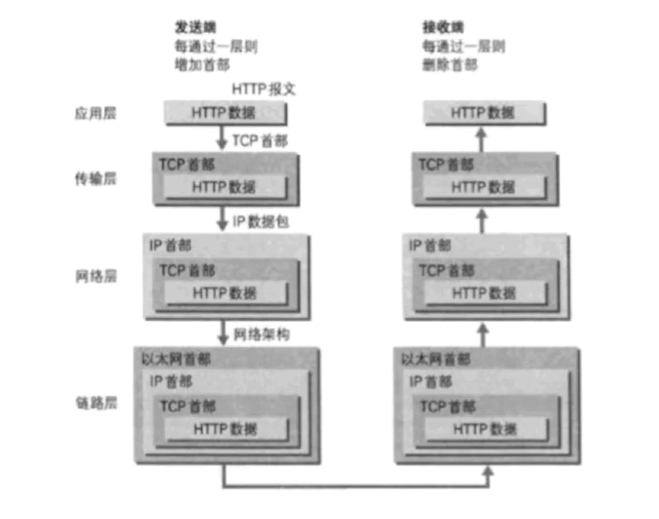 发送端
每通过一层则
增加首部
接收端
每通过一层则
删除首部
HTTP 报文
应用层
HTTP 数据
HTTP 数据
TCP 首部
传输层
TCP 首部
HTTP 数据
TCP 首部
HTTP 数据
IP 数据包
网络层
IP 首部
TCP 首部
HTTP 数据
IP 首部
TCP 首部
HTTP 数据
网络架构
链路层
以太网首部
IP 首部
TCP 首部
HTTP 数据
以太网首部
IP 首部
TCP 首部
HTTP 数据